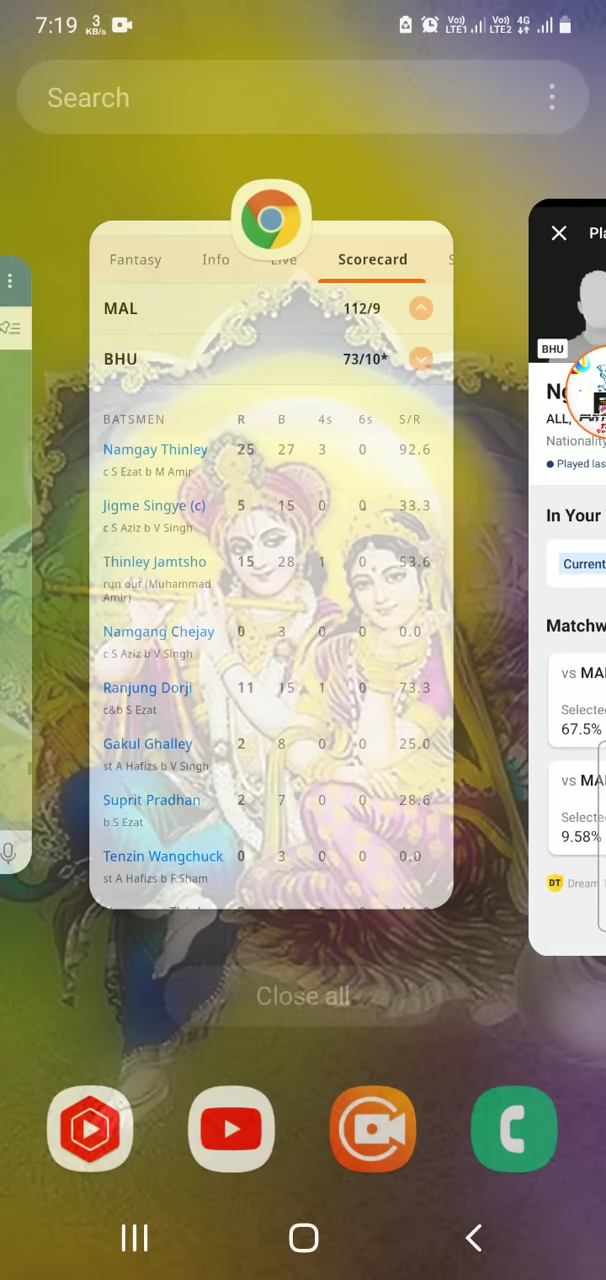 7:19 3 KB/s Vo) LTE1 Vo) LTE2 4G
Search
Fantasy Info Live Scorecard S
MAL 112/9
BHU 73/10*
BATSMEN R B 4s 6s S/R
Namgay Thinley 25 27 3 0 92.6
c S Ezat b M Amir
Jigme Singye (c) 5 15 0 0 33.3
c S Aziz b V Singh
Thinley Jamtsho 15 28 1 0 53.6
run out (Muhammad
Amir)
Namgang Chejay 0 3 0 0 0.0
c S Aziz b V Singh
Ranjung Dorji 11 15 1 0 73.3
c&b S Ezat
Gakul Ghalley 2 8 0 0 25.0
st A Hafizs b V Singh
Suprit Pradhan 2 7 0 0 28.6
b S Ezat
Tenzin Wangchuck 0 3 0 0 0.0
st A Hafizs b F Sham
Pla
BHU
Ng
ALL,
Nationality
Played las
In Your
Current
Matchw
vs MAL
Selecte
67.5%
vs MA
Selecte
9.58%
DT Dream T
Close all